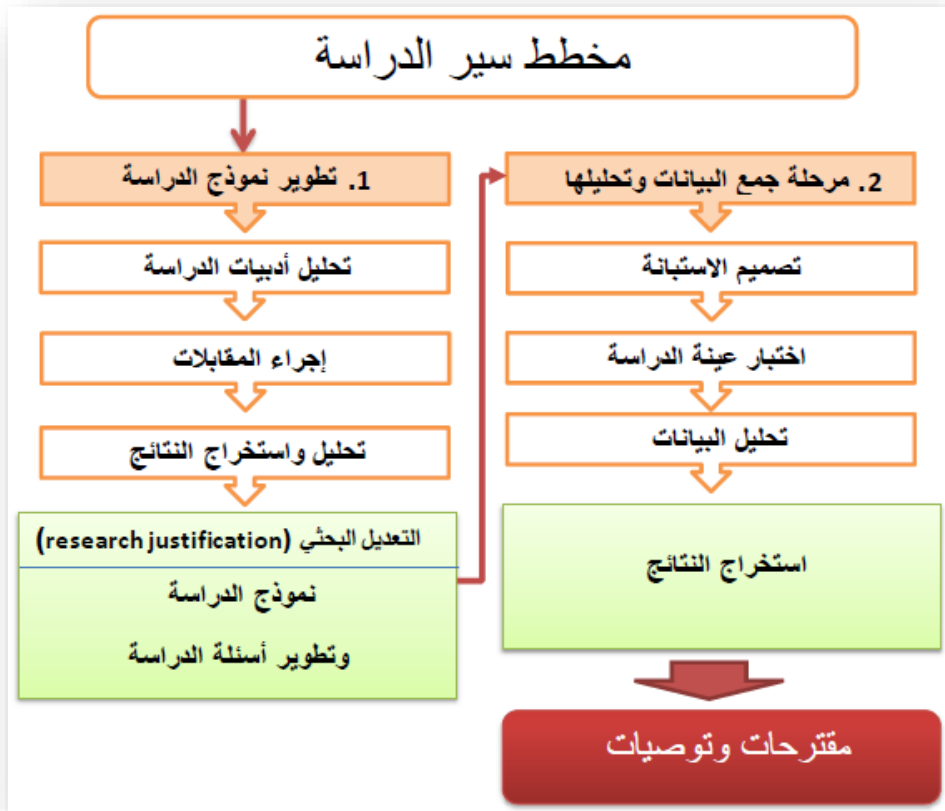 مخطط سير الدراسة
1. تطوير نموذج الدراسة
تحليل أدبيات الدراسة
إجراء المقابلات
تحليل واستخراج النتائج
التعديل البحثي (research justification)
نموذج الدراسة
وتطوير أسئلة الدراسة
2. مرحلة جمع البيانات وتحليلها
تصميم الاستبانة
اختبار عينة الدراسة
تحليل البيانات
استخراج النتائج
مقترحات وتوصيات